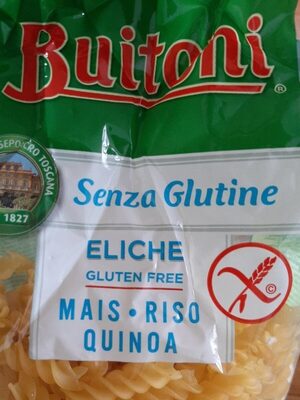 Buitoni
®
SEPOLCRO TOSCANA
1827
Senza Glutine
ELICHE
GLUTEN FREE
MAIS • RISO
QUINOA
©